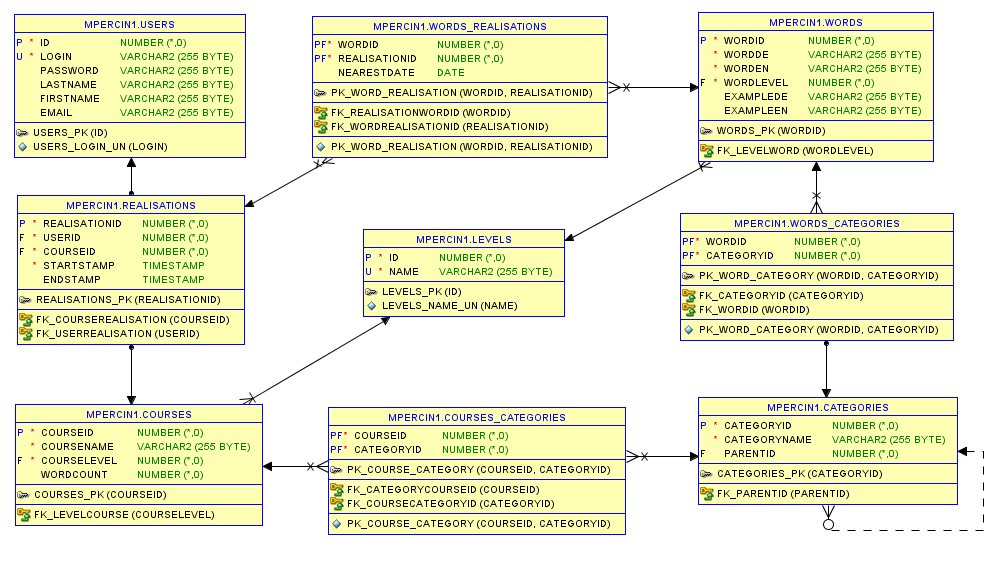 MPERCIN1.USERS
P * ID NUMBER (*,0)
U * LOGIN VARCHAR2 (255 BYTE)
PASSWORD VARCHAR2 (255 BYTE)
LASTNAME VARCHAR2 (255 BYTE)
FIRSTNAME VARCHAR2 (255 BYTE)
EMAIL VARCHAR2 (255 BYTE)
USERS_PK (ID)
USERS_LOGIN_UN (LOGIN)
MPERCIN1.WORDS_REALISATIONS
PF* WORDID NUMBER (*,0)
PF* REALISATIONID NUMBER (*,0)
NEARESTDATE DATE
PK_WORD_REALISATION (WORDID, REALISATIONID)
FK_REALISATIONWORDID (WORDID)
FK_WORDREALISATIONID (REALISATIONID)
PK_WORD_REALISATION (WORDID, REALISATIONID)
MPERCIN1.WORDS
P * WORDID NUMBER (*,0)
* WORDDE VARCHAR2 (255 BYTE)
* WORDEN VARCHAR2 (255 BYTE)
F * WORDLEVEL NUMBER (*,0)
EXAMPLEDE VARCHAR2 (255 BYTE)
EXAMPLEEN VARCHAR2 (255 BYTE)
WORDS_PK (WORDID)
FK_LEVELWORD (WORDLEVEL)
MPERCIN1.REALISATIONS
P * REALISATIONID NUMBER (*,0)
F * USERID NUMBER (*,0)
F * COURSEID NUMBER (*,0)
* STARTSTAMP TIMESTAMP
ENDSTAMP TIMESTAMP
REALISATIONS_PK (REALISATIONID)
FK_COURSEREALISATION (COURSEID)
FK_USERREALISATION (USERID)
MPERCIN1.LEVELS
P * ID NUMBER (*,0)
U * NAME VARCHAR2 (255 BYTE)
LEVELS_PK (ID)
LEVELS_NAME_UN (NAME)
MPERCIN1.WORDS_CATEGORIES
PF* WORDID NUMBER (*,0)
PF* CATEGORYID NUMBER (*,0)
PK_WORD_CATEGORY (WORDID, CATEGORYID)
FK_CATEGORYID (CATEGORYID)
FK_WORDID (WORDID)
PK_WORD_CATEGORY (WORDID, CATEGORYID)
MPERCIN1.COURSES
P * COURSEID NUMBER (*,0)
* COURSENAME VARCHAR2 (255 BYTE)
F * COURSELEVEL NUMBER (*,0)
WORDCOUNT NUMBER (*,0)
COURSES_PK (COURSEID)
FK_LEVELCOURSE (COURSELEVEL)
MPERCIN1.COURSES_CATEGORIES
PF* COURSEID NUMBER (*,0)
PF* CATEGORYID NUMBER (*,0)
PK_COURSE_CATEGORY (COURSEID, CATEGORYID)
FK_CATEGORYCOURSEID (COURSEID)
FK_COURSECATEGORYID (CATEGORYID)
PK_COURSE_CATEGORY (COURSEID, CATEGORYID)
MPERCIN1.CATEGORIES
P * CATEGORYID NUMBER (*,0)
* CATEGORYNAME VARCHAR2 (255 BYTE)
F PARENTID NUMBER (*,0)
CATEGORIES_PK (CATEGORYID)
FK_PARENTID (PARENTID)